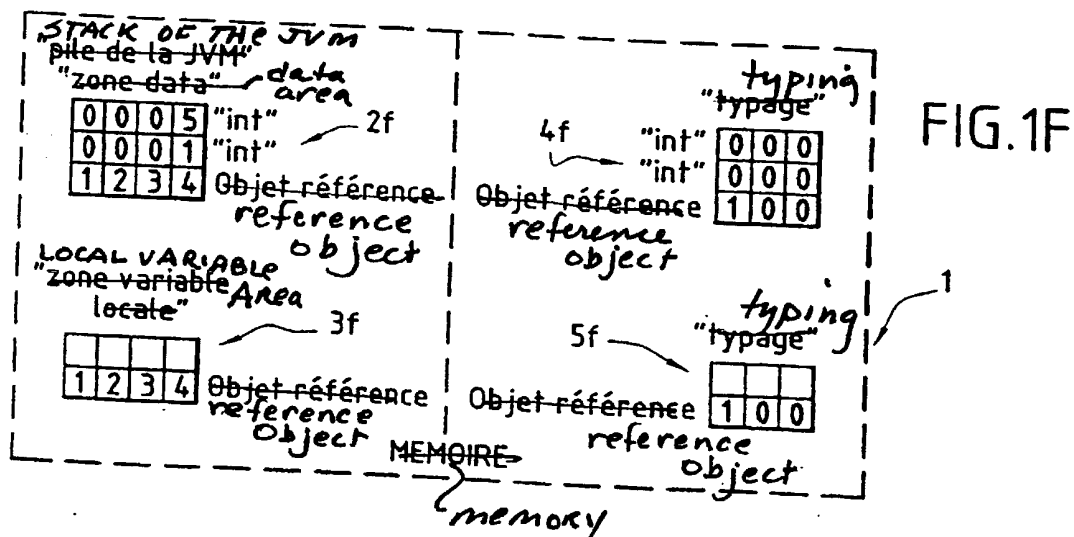 STACK OF THE JVM
"pile de la JVM"
"zone data" data
area
0 0 0 5 "int"
0 0 0 1 "int"
1 2 3 4 Objet référence
reference
object
2f
LOCAL VARIABLE
"zone variable Area
locale"
3f
1 2 3 4 Objet référence
reference
Object
typing
"typage"
4f
"int" 0 0 0
"int" 0 0 0
Objet référence 1 0 0
reference
object
typing
"typage"
5f
Objet référence 1 0 0
reference
object
1
MEMOIRE
memory
FIG.1F